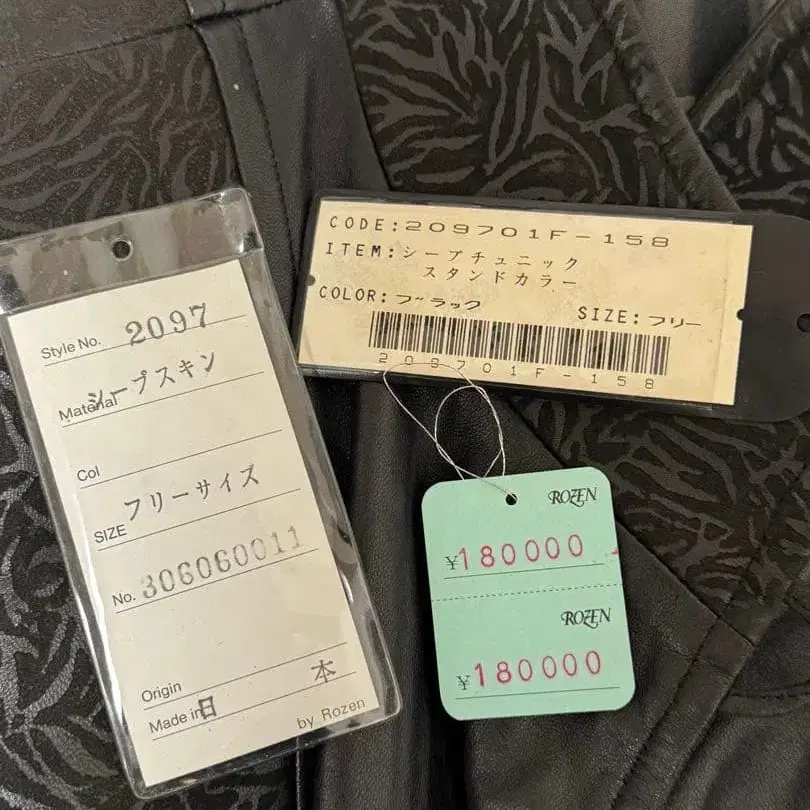 Style No. 2097
Material シープスキン
Col
SIZE フリーサイズ
No. 306060011
Origin
Made in 日本
by Rozen
CODE:209701F-158
ITEM:シープチュニック
スタンドカラー
COLOR:ブラック
SIZE:フリー
209701F-158
ROZEN
¥180000
ROZEN
¥180000